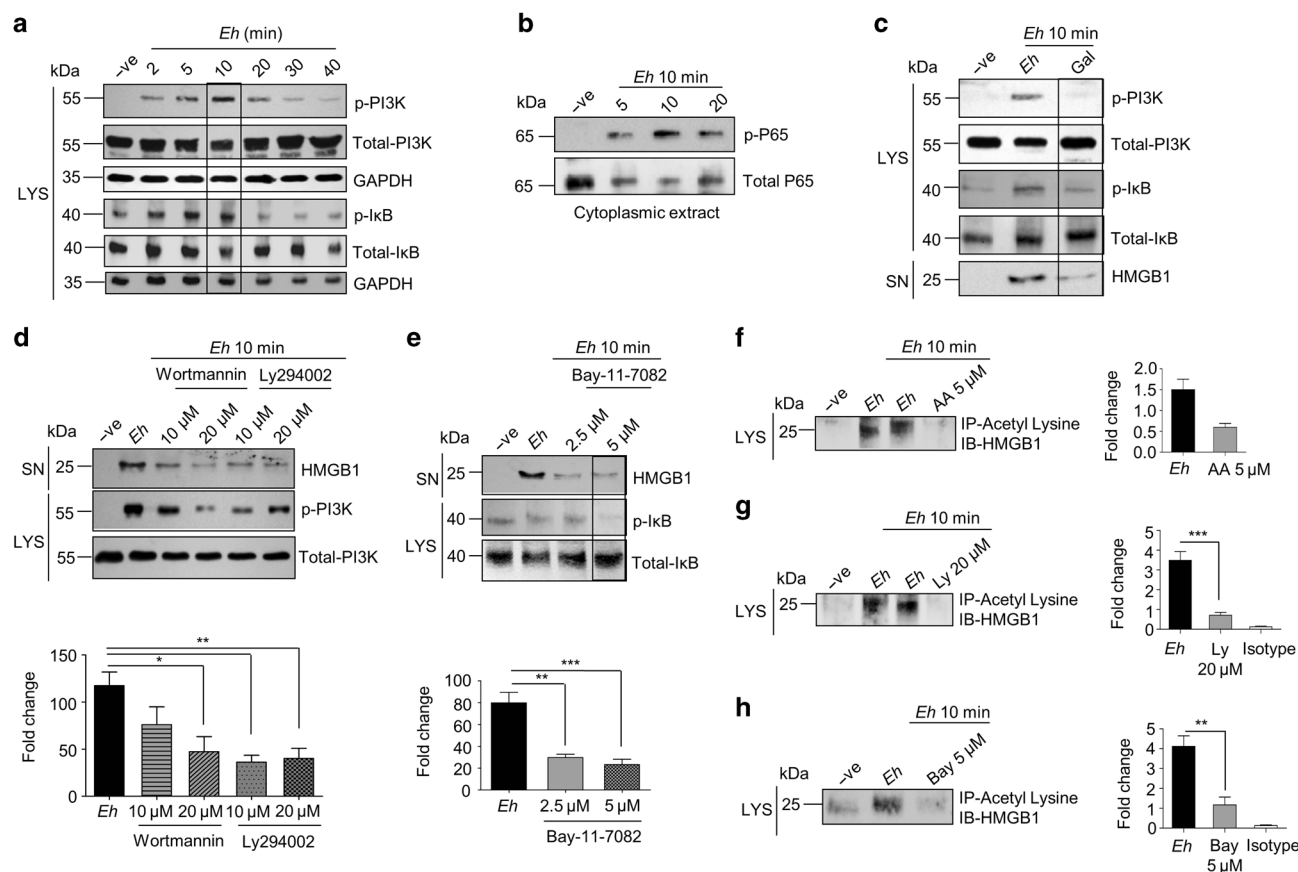 a
Eh (min)
kDa
–ve 2 5 10 20 30 40
LYS
55 p-PI3K
55 Total-PI3K
35 GAPDH
40 p-IκB
40 Total-IκB
35 GAPDH
b
Eh 10 min
kDa –ve 5 10 20
65 p-P65
65 Total P65
Cytoplasmic extract
c
Eh 10 min
kDa –ve Eh Gal
LYS
55 p-PI3K
55 Total-PI3K
40 p-IκB
40 Total-IκB
SN 25 HMGB1
d
Eh 10 min
Wortmannin Ly294002
kDa –ve Eh 10 µM 20 µM 10 µM 20 µM
SN 25 HMGB1
LYS
55 p-PI3K
55 Total-PI3K
Fold change
150
100
50
0
** 
*
Eh 10 µM 20 µM 10 µM 20 µM
Wortmannin Ly294002
e
Eh 10 min
Bay-11-7082
kDa –ve Eh 2.5 µM 5 µM
SN 25 HMGB1
LYS
40 p-IκB
40 Total-IκB
Fold change
100
80
60
40
20
0
***
**
Eh 2.5 µM 5 µM
Bay-11-7082
f
Eh 10 min
kDa –ve Eh Eh AA 5 µM
LYS 25 IP-Acetyl Lysine
IB-HMGB1
Fold change
2.0
1.5
1.0
0.5
0.0
Eh AA 5 µM
g
Eh 10 min
kDa –ve Eh Eh Ly 20 µM
LYS 25 IP-Acetyl Lysine
IB-HMGB1
Fold change
5
4
3
2
1
0
***
Eh Ly Isotype
20 µM
h
Eh 10 min
kDa –ve Eh Bay 5 µM
LYS 25 IP-Acetyl Lysine
IB-HMGB1
Fold change
5
4
3
2
1
0
**
Eh Bay Isotype
5 µM